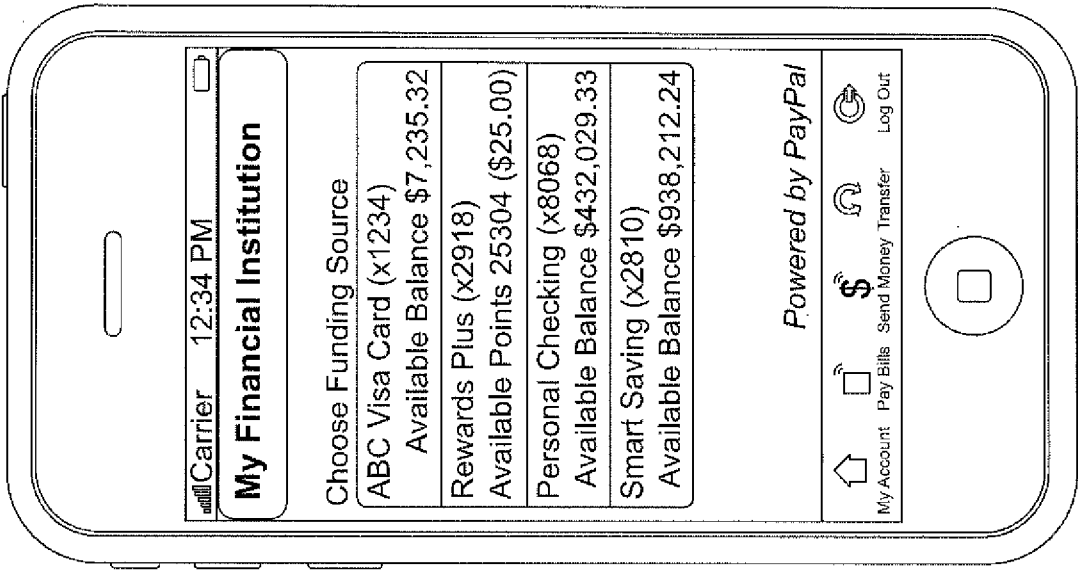 Carrier 12:34 PM
My Financial Institution
Choose Funding Source
ABC Visa Card (x1234)
Available Balance $7,235.32
Rewards Plus (x2918)
Available Points 25304 ($25.00)
Personal Checking (x8068)
Available Balance $432,029.33
Smart Saving (x2810)
Available Balance $938,212.24
Powered by PayPal
$
My Account Pay Bills Send Money Transfer Log Out